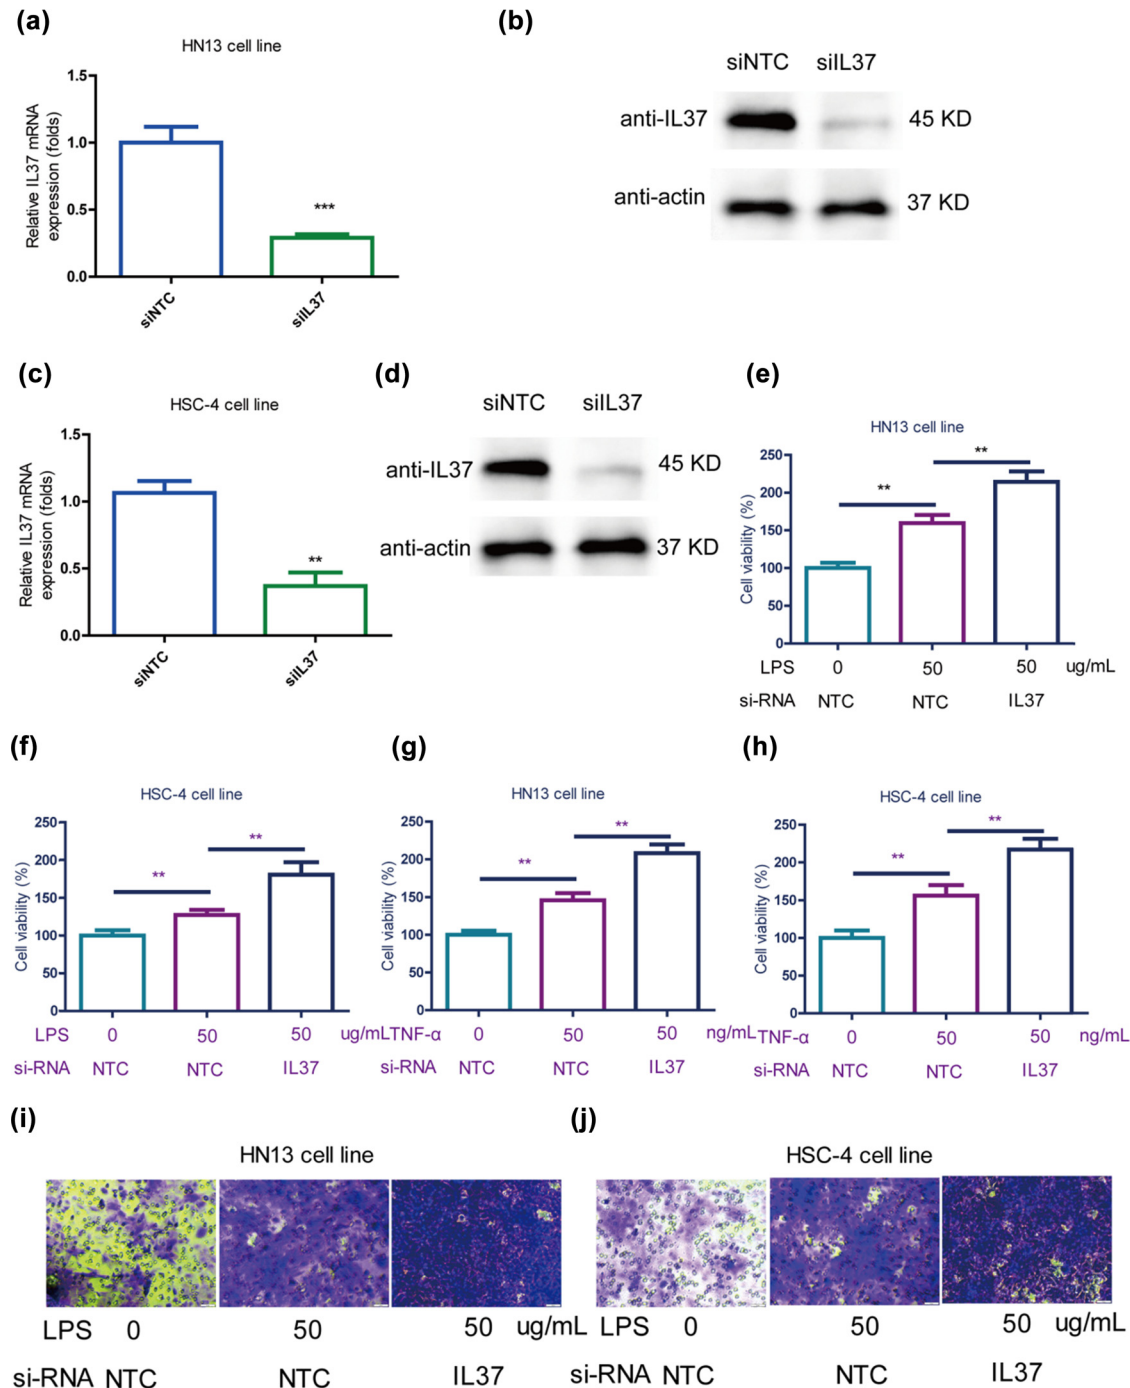 (a)
HN13 cell line
Relative IL37 mRNA
expression (folds)
1.5
1.0
0.5
0.0
***
siNTC
siIL37
(b)
siNTC siIL37
anti-IL37 45 KD
anti-actin 37 KD
(c)
HSC-4 cell line
Relative IL37 mRNA
expression (folds)
1.5
1.0
0.5
0.0
**
siNTC
siIL37
(d)
siNTC siIL37
anti-IL37 45 KD
anti-actin 37 KD
(e)
HN13 cell line
Cell viability (%)
250
200
150
100
50
0
**
**
LPS 0 50 50 ug/mL
si-RNA NTC NTC IL37
(f)
HSC-4 cell line
Cell viability (%)
250
200
150
100
50
0
**
**
LPS 0 50 50 ug/mL
si-RNA NTC NTC IL37
(g)
HN13 cell line
Cell viability (%)
250
200
150
100
50
0
**
**
TNF-α 0 50 50 ng/mL
si-RNA NTC NTC IL37
(h)
HSC-4 cell line
Cell viability (%)
250
200
150
100
50
0
**
**
TNF-α 0 50 50 ng/mL
si-RNA NTC NTC IL37
(i)
HN13 cell line
LPS 0 50 50 ug/mL
si-RNA NTC NTC IL37
(j)
HSC-4 cell line
LPS 0 50 50 ug/mL
si-RNA NTC NTC IL37